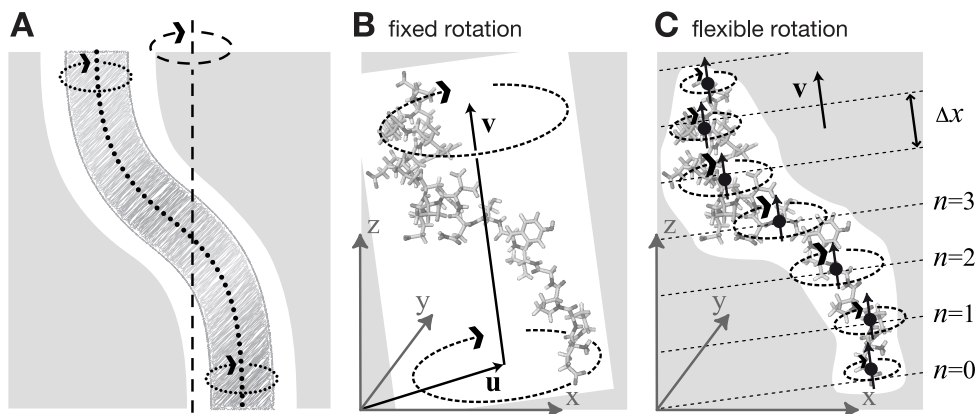 A
B fixed rotation
C flexible rotation
v
u
z
y
x
v
Δx
n=3
n=2
n=1
n=0
z
y
x